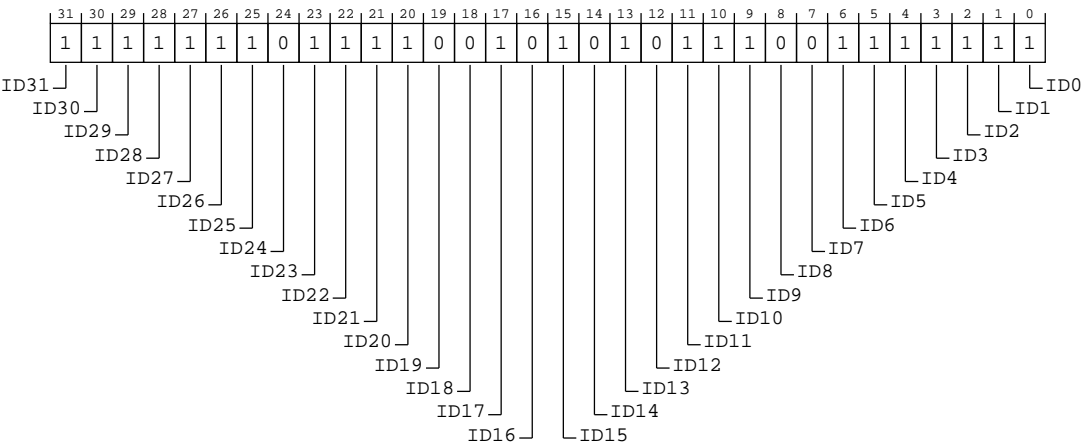 31 30 29 28 27 26 25 24 23 22 21 20 19 18 17 16 15 14 13 12 11 10 9 8 7 6 5 4 3 2 1 0
1 1 1 1 1 1 1 0 1 1 1 1 0 0 1 0 1 0 1 0 1 1 1 0 0 1 1 1 1 1 1 1
ID31 ID0
ID30 ID1
ID29 ID2
ID28 ID3
ID27 ID4
ID26 ID5
ID25 ID6
ID24 ID7
ID23 ID8
ID22 ID9
ID21 ID10
ID20 ID11
ID19 ID12
ID18 ID13
ID17 ID14
ID16 ID15